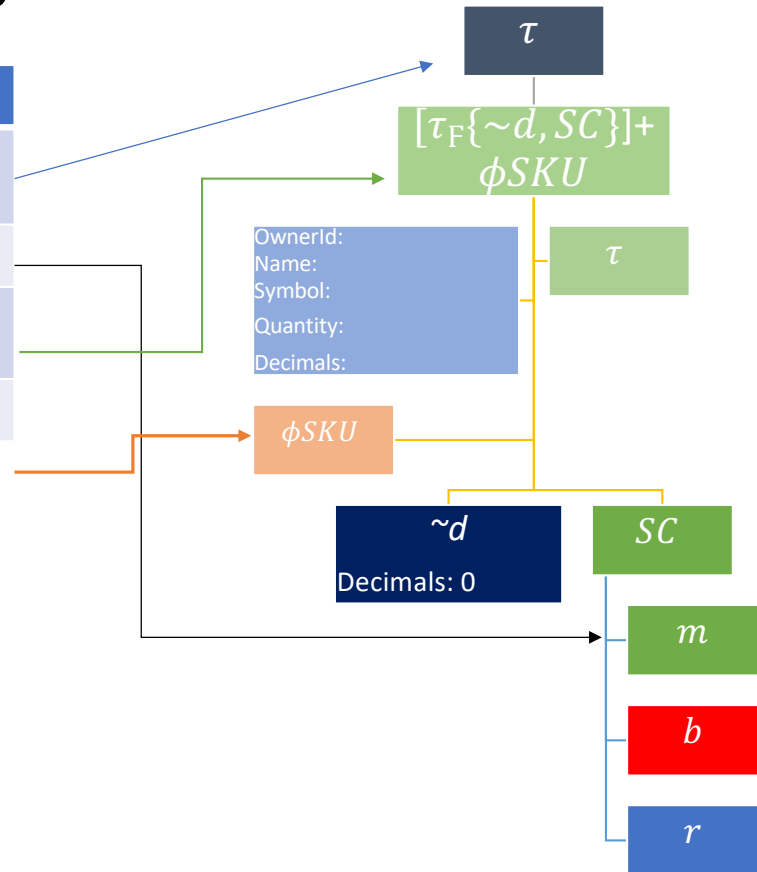 τ
[τF{~d, SC}]+
ϕSKU
OwnerId:
Name:
Symbol:
Quantity:
Decimals:
τ
ϕSKU
~d
Decimals: 0
SC
m
b
r